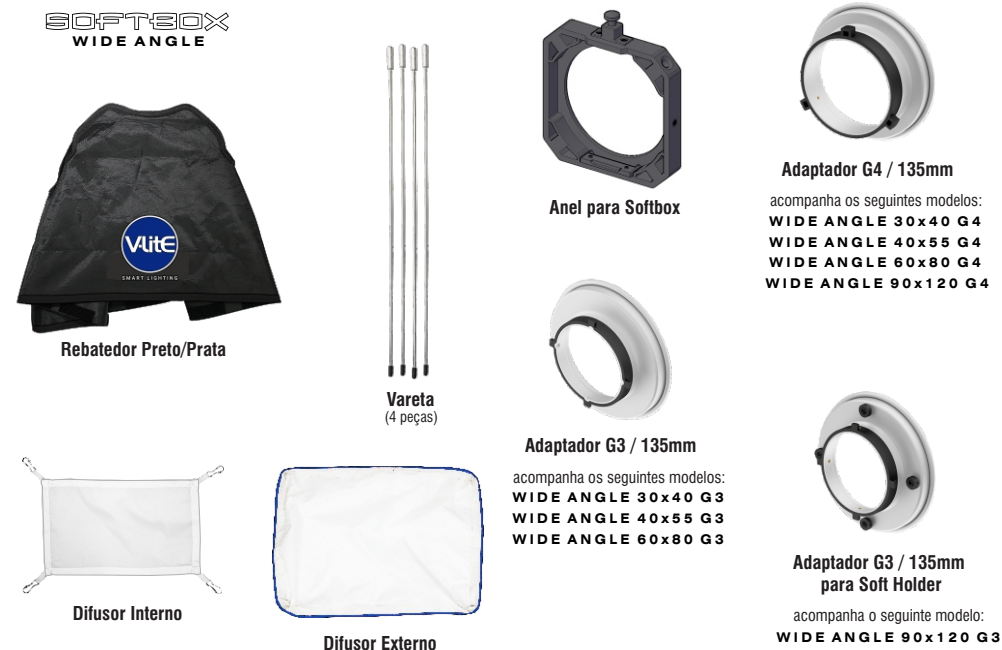 SOFTBOX
WIDE ANGLE
V-LITE
SMART LIGHTING
Rebatedor Preto/Prata
Vareta
(4 peças)
Anel para Softbox
Adaptador G4 / 135mm
acompanha os seguintes modelos:
WIDE ANGLE 30x40 G4
WIDE ANGLE 40x55 G4
WIDE ANGLE 60x80 G4
WIDE ANGLE 90x120 G4
Difusor Interno
Difusor Externo
Adaptador G3 / 135mm
acompanha os seguintes modelos:
WIDE ANGLE 30x40 G3
WIDE ANGLE 40x55 G3
WIDE ANGLE 60x80 G3
Adaptador G3 / 135mm
para Soft Holder
acompanha o seguinte modelo:
WIDE ANGLE 90x120 G3